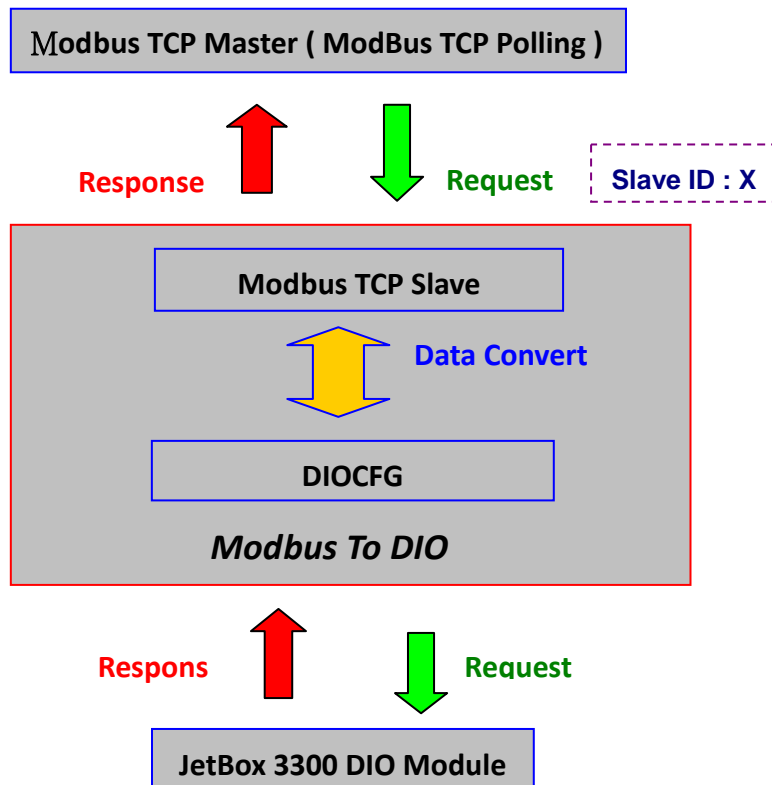 Modbus TCP Master ( ModBus TCP Polling )
Response
Request
Slave ID : X
Modbus TCP Slave
Data Convert
DIOCFG
Modbus To DIO
Respons
Request
JetBox 3300 DIO Module